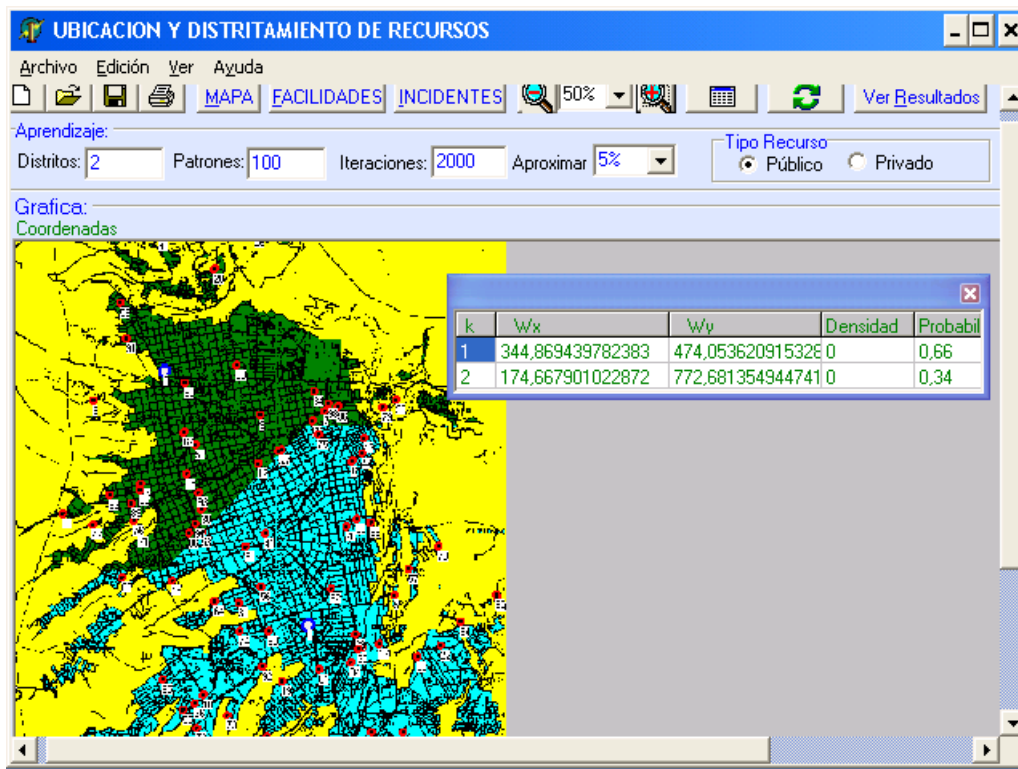 UBICACION Y DISTRITAMIENTO DE RECURSOS
Archivo Edición Ver Ayuda
MAPA FACILIDADES INCIDENTES 50% Ver Resultados
Aprendizaje:
Distritos: 2 Patrones: 100 Iteraciones: 2000 Aproximar 5% Tipo Recurso
Público Privado
Grafica:
Coordenadas
k Wx Wy Densidad Probabil
1 344,869439782383 474,053620915328 0 0,66
2 174,667901022872 772,681354944741 0 0,34